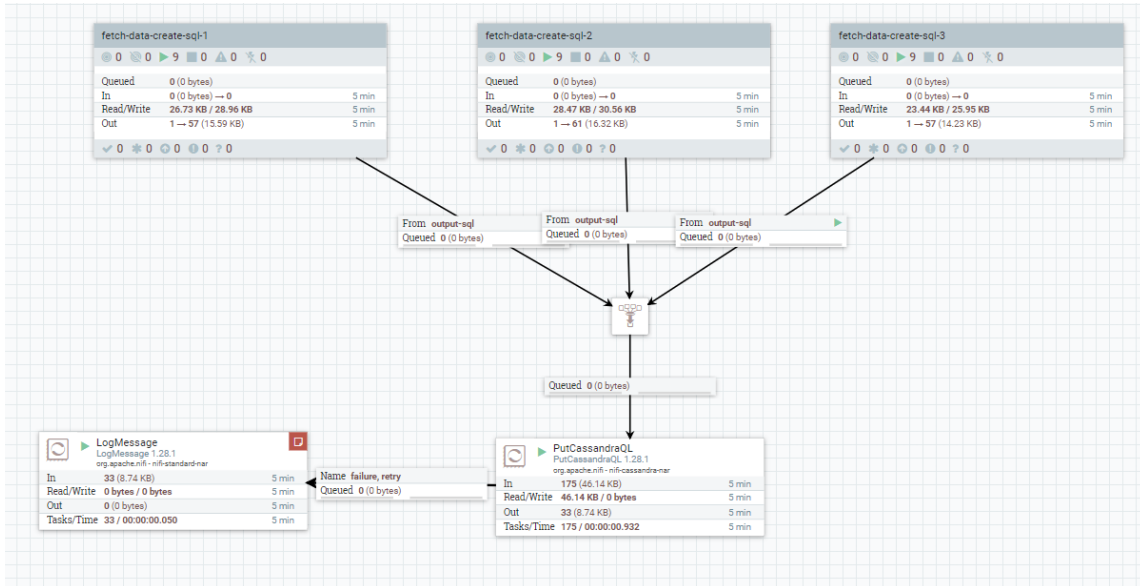 fetch-data-create-sql-1
0 0 9 0 0 0
Queued 0 (0 bytes)
In 0 (0 bytes) → 0 5 min
Read/Write 26.73 KB / 28.96 KB 5 min
Out 1 → 57 (15.59 KB) 5 min
0 0 0 0 ? 0
fetch-data-create-sql-2
0 0 9 0 0 0
Queued 0 (0 bytes)
In 0 (0 bytes) → 0 5 min
Read/Write 28.47 KB / 30.56 KB 5 min
Out 1 → 61 (16.32 KB) 5 min
0 0 0 0 ? 0
fetch-data-create-sql-3
0 0 9 0 0 0
Queued 0 (0 bytes)
In 0 (0 bytes) → 0 5 min
Read/Write 23.44 KB / 25.95 KB 5 min
Out 1 → 57 (14.23 KB) 5 min
0 0 0 0 ? 0
From output-sql
Queued 0 (0 bytes)
From output-sql
Queued 0 (0 bytes)
From output-sql
Queued 0 (0 bytes)
Queued 0 (0 bytes)
LogMessage
LogMessage 1.28.1
org.apache.nifi - nifi-standard-nar
In 33 (8.74 KB) 5 min
Read/Write 0 bytes / 0 bytes 5 min
Out 0 (0 bytes) 5 min
Tasks/Time 33 / 00:00:00.050 5 min
Name failure, retry
Queued 0 (0 bytes)
PutCassandraQL
PutCassandraQL 1.28.1
org.apache.nifi - nifi-cassandra-nar
In 175 (46.14 KB) 5 min
Read/Write 46.14 KB / 0 bytes 5 min
Out 33 (8.74 KB) 5 min
Tasks/Time 175 / 00:00:00.932 5 min